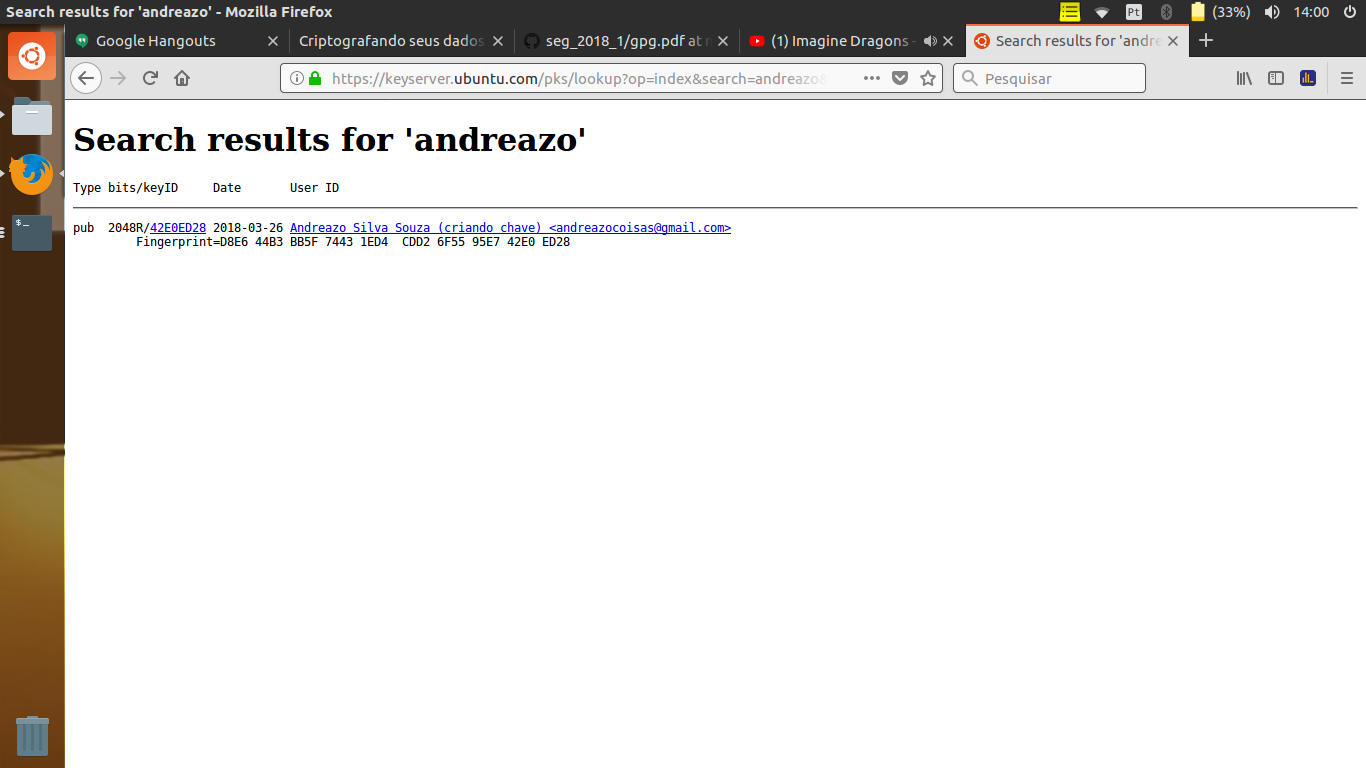 Search results for 'andreazo' - Mozilla Firefox
Pt
(33%)
14:00
Google Hangouts
Criptografando seus dados
seg_2018_1/gpg.pdf at
(1) Imagine Dragons -
Search results for 'andre
https://keyserver.ubuntu.com/pks/lookup?op=index&search=andreazo&
Pesquisar
Search results for 'andreazo'
Type bits/keyID Date User ID
pub 2048R/42E0ED28 2018-03-26 Andreazo Silva Souza (criando chave) <andreazocoisas@gmail.com>
Fingerprint=D8E6 44B3 BB5F 7443 1ED4 CDD2 6F55 95E7 42E0 ED28